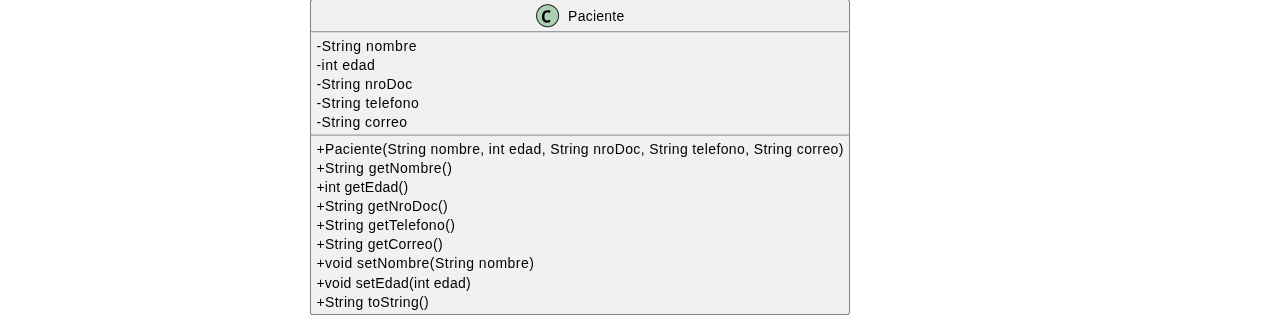 C Paciente
-String nombre
-int edad
-String nroDoc
-String telefono
-String correo
+Paciente(String nombre, int edad, String nroDoc, String telefono, String correo)
+String getNombre()
+int getEdad()
+String getNroDoc()
+String getTelefono()
+String getCorreo()
+void setNombre(String nombre)
+void setEdad(int edad)
+String toString()